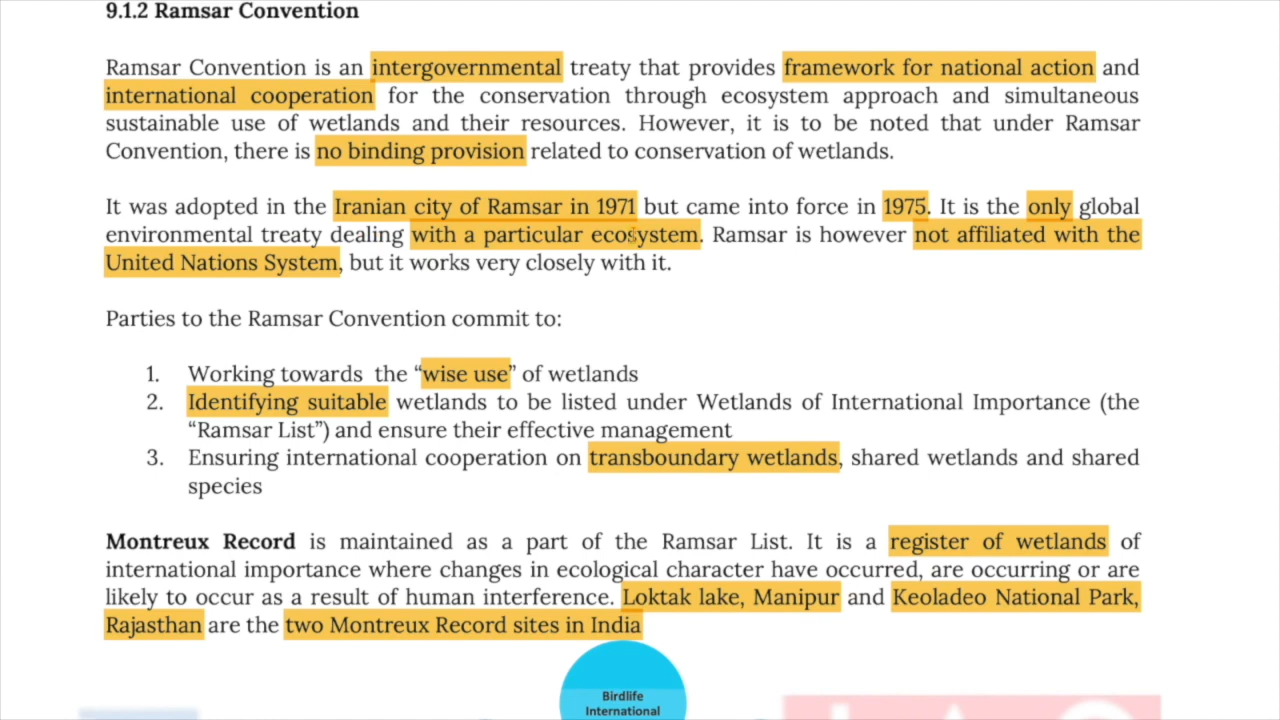 9.1.2 Ramsar Convention
Ramsar Convention is an intergovernmental treaty that provides framework for national action and
international cooperation for the conservation through ecosystem approach and simultaneous
sustainable use of wetlands and their resources. However, it is to be noted that under Ramsar
Convention, there is no binding provision related to conservation of wetlands.
It was adopted in the Iranian city of Ramsar in 1971 but came into force in 1975. It is the only global
environmental treaty dealing with a particular ecosystem. Ramsar is however not affiliated with the
United Nations System, but it works very closely with it.
Parties to the Ramsar Convention commit to:
1. Working towards the “wise use” of wetlands
2. Identifying suitable wetlands to be listed under Wetlands of International Importance (the
“Ramsar List”) and ensure their effective management
3. Ensuring international cooperation on transboundary wetlands, shared wetlands and shared
species
Montreux Record is maintained as a part of the Ramsar List. It is a register of wetlands of
international importance where changes in ecological character have occurred, are occurring or are
likely to occur as a result of human interference. Loktak lake, Manipur and Keoladeo National Park,
Rajasthan are the two Montreux Record sites in India
Birdlife
International